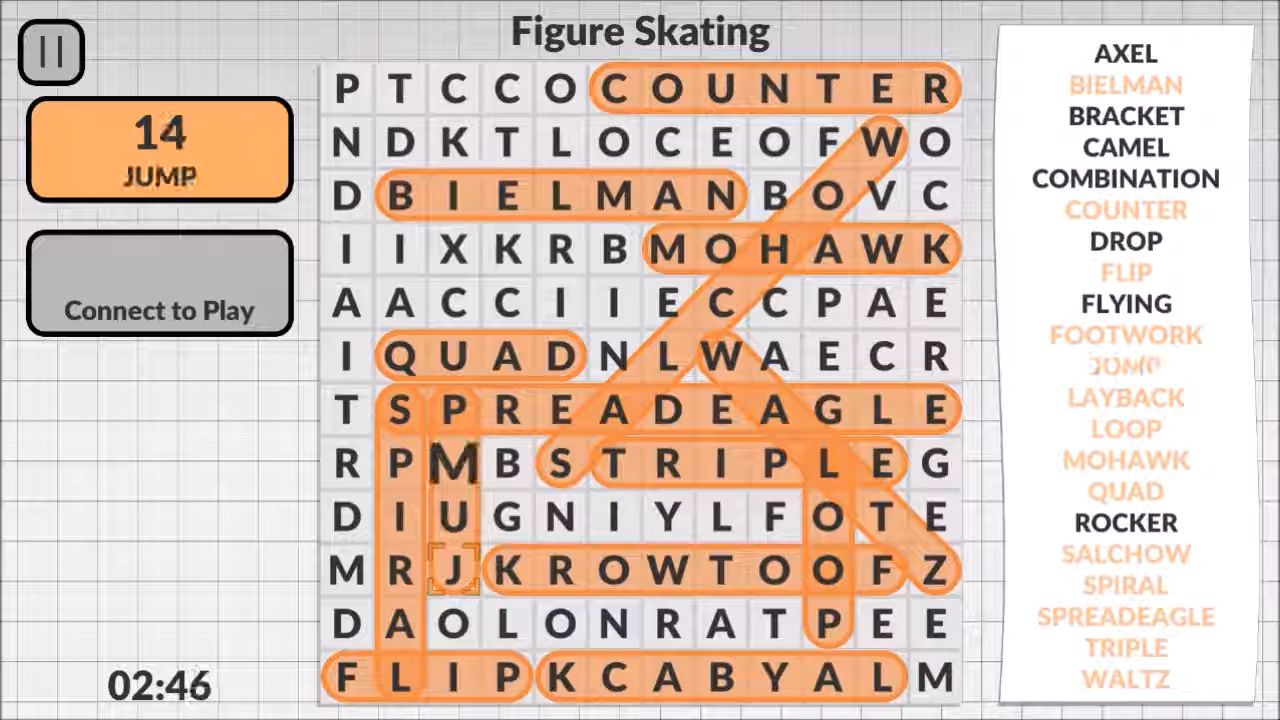 Figure Skating
14
JUMP
Connect to Play
02:46
P T C C O C O U N T E R
N D K T L O C E O F W O
D B I E L M A N B O V C
I I X K R B M O H A W K
A A C C I I E C C P A E
I Q U A D N L W A E C R
T S P R E A D E A G L E
R P M B S T R I P L E G
D I U G N I Y L F O T E
M R J K R O W T O O F Z
D A O L O N R A T P E E
F L I P K C A B Y A L M
AXEL
BIELMAN
BRACKET
CAMEL
COMBINATION
COUNTER
DROP
FLIP
FLYING
FOOTWORK
JUMP
LAYBACK
LOOP
MOHAWK
QUAD
ROCKER
SALCHOW
SPIRAL
SPREADEAGLE
TRIPLE
WALTZ